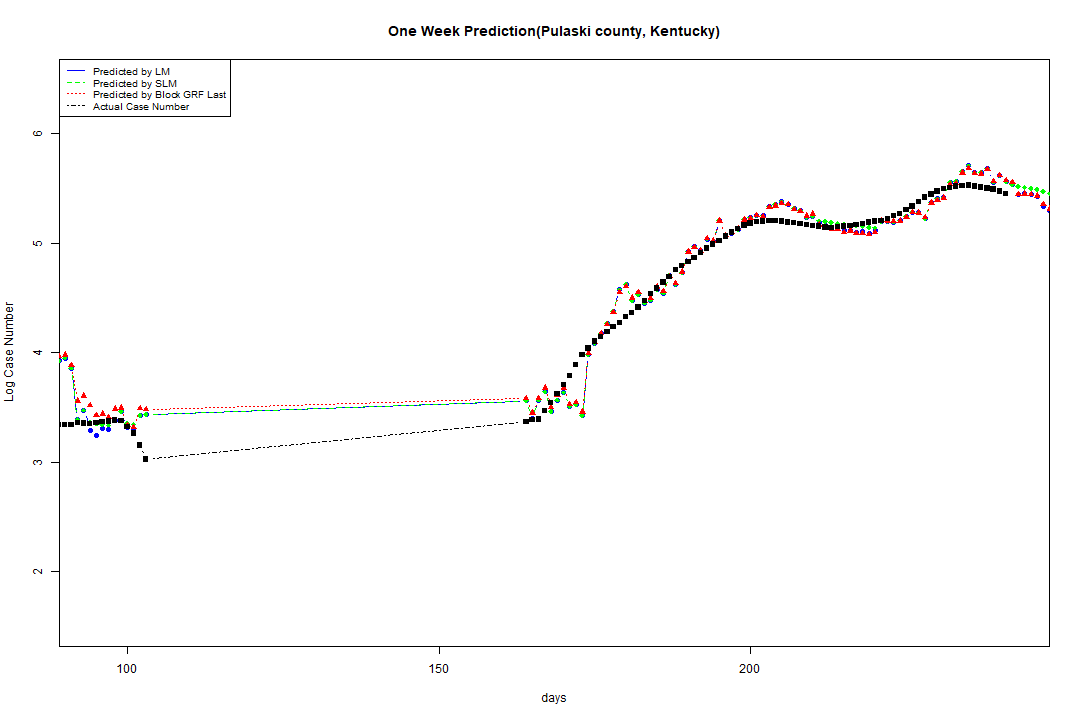 One Week Prediction(Pulaski county, Kentucky)
Predicted by LM
Predicted by SLM
Predicted by Block GRF Last
Actual Case Number
6
5
4
3
2
Log Case Number
100 150 200
days